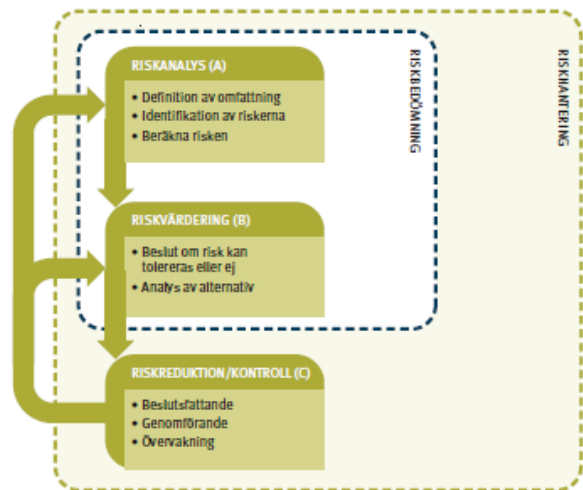 RISKANALYS (A)
• Definition av omfattning
• Identifikation av riskerna
• Beräkna risken
RISKVÄRDERING (B)
• Beslut om risk kan
tolereras eller ej
• Analys av alternativ
RISKREDUKTION/KONTROLL (C)
• Beslutsfattande
• Genomförande
• Övervakning
RISKBEDÖMNING
RISKHANTERING